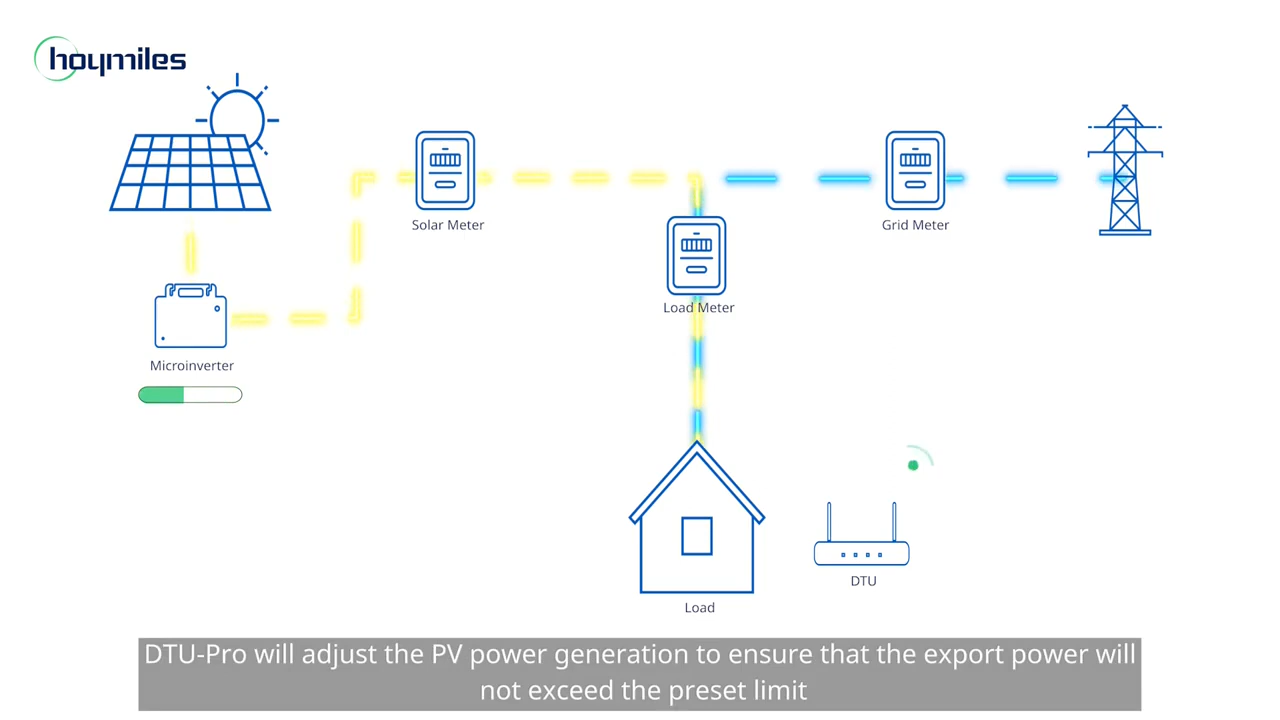 hoymiles
Solar Meter
Grid Meter
Load Meter
Microinverter
DTU
Load
DTU-Pro will adjust the PV power generation to ensure that the export power will
not exceed the preset limit